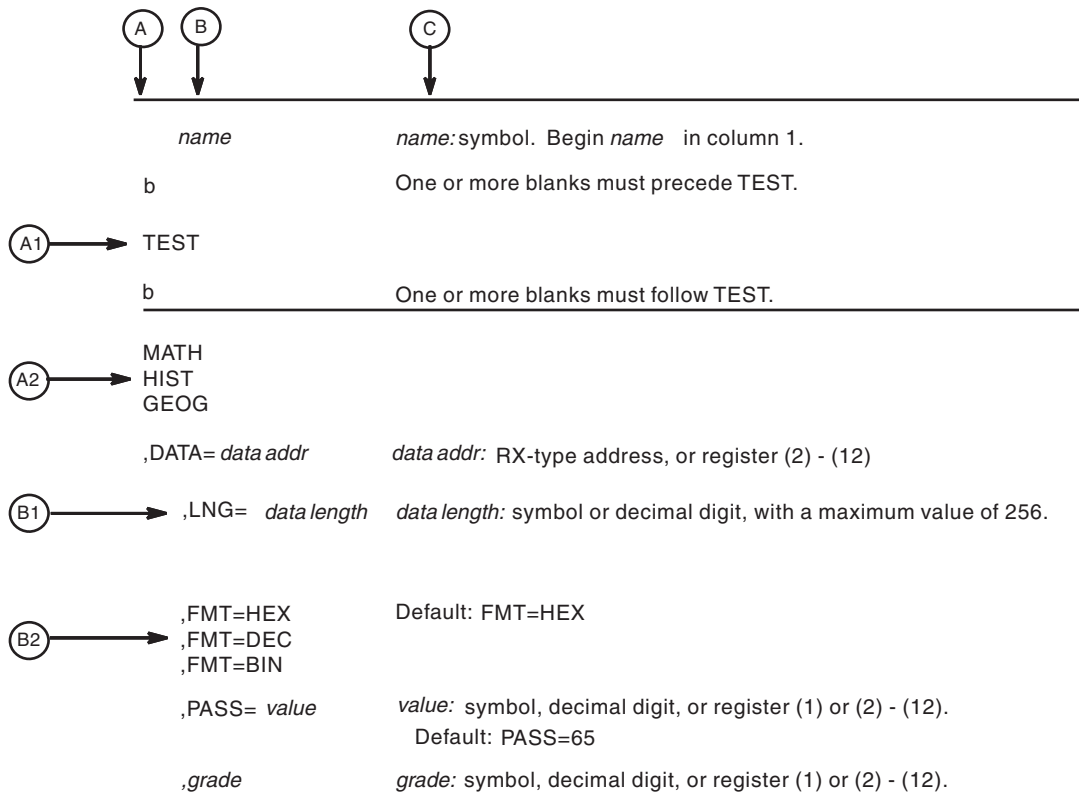 A B C
name name: symbol. Begin name in column 1.
b One or more blanks must precede TEST.
A1 TEST
b One or more blanks must follow TEST.
MATH
A2 HIST
GEOG
,DATA= data addr data addr: RX-type address, or register (2) - (12)
B1 ,LNG= data length data length: symbol or decimal digit, with a maximum value of 256.
,FMT=HEX Default: FMT=HEX
B2 ,FMT=DEC
,FMT=BIN
,PASS= value value: symbol, decimal digit, or register (1) or (2) - (12).
Default: PASS=65
,grade grade: symbol, decimal digit, or register (1) or (2) - (12).